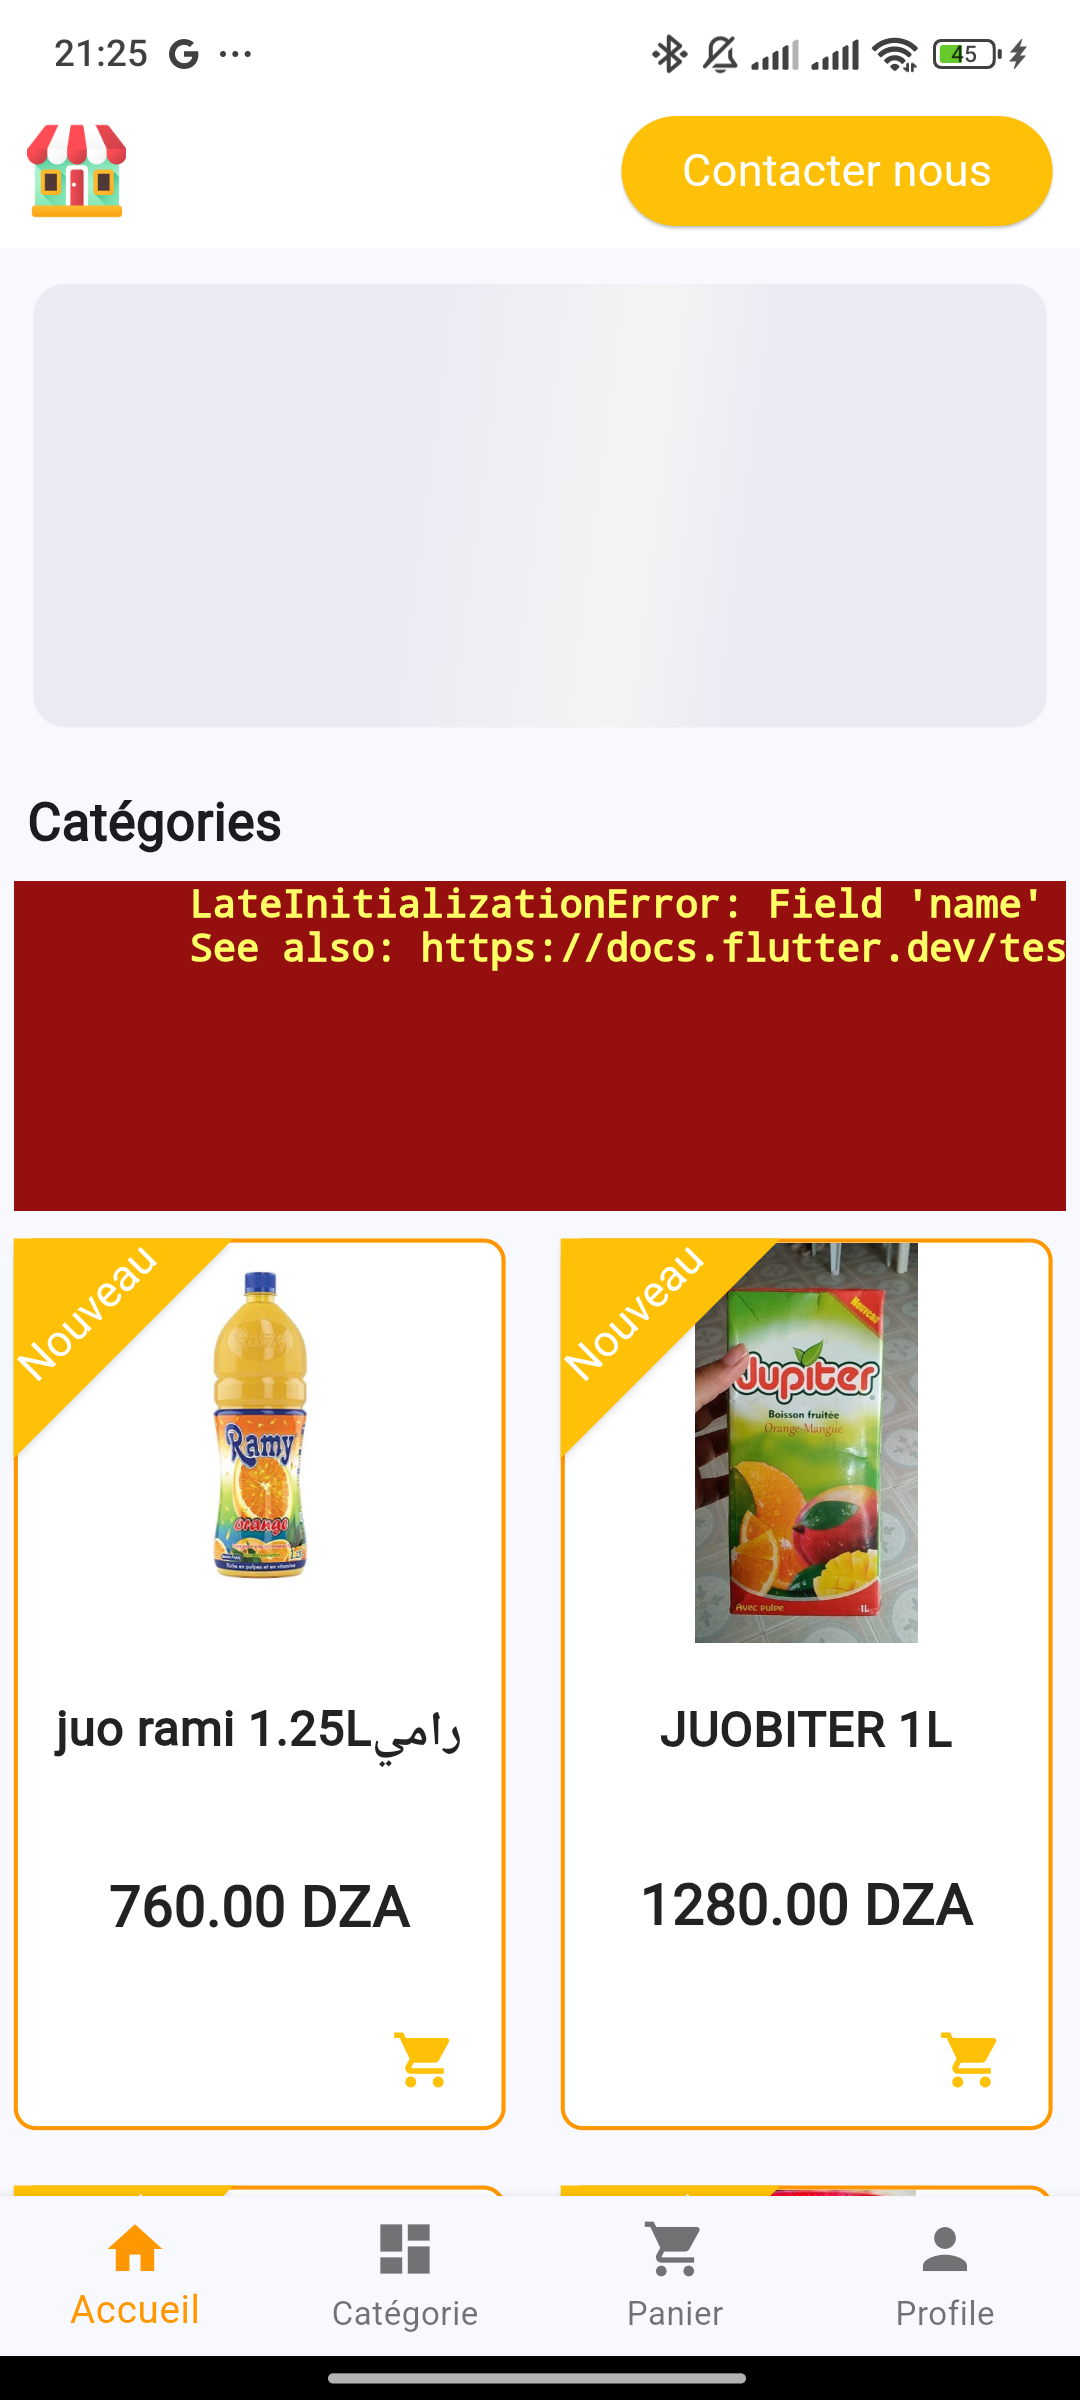 21:25 G ...
45
Contacter nous
Catégories
LateInitializationError: Field 'name'
See also: https://docs.flutter.dev/tes
Nouveau
Ramy
orange
Nouveau
Nouveau
Jupiter
Boisson fruitée
Orange-Mangue
Avec pulpe
1L
juo rami 1.25Lرامي
JUOBITER 1L
760.00 DZA
1280.00 DZA
Accueil
Catégorie
Panier
Profile